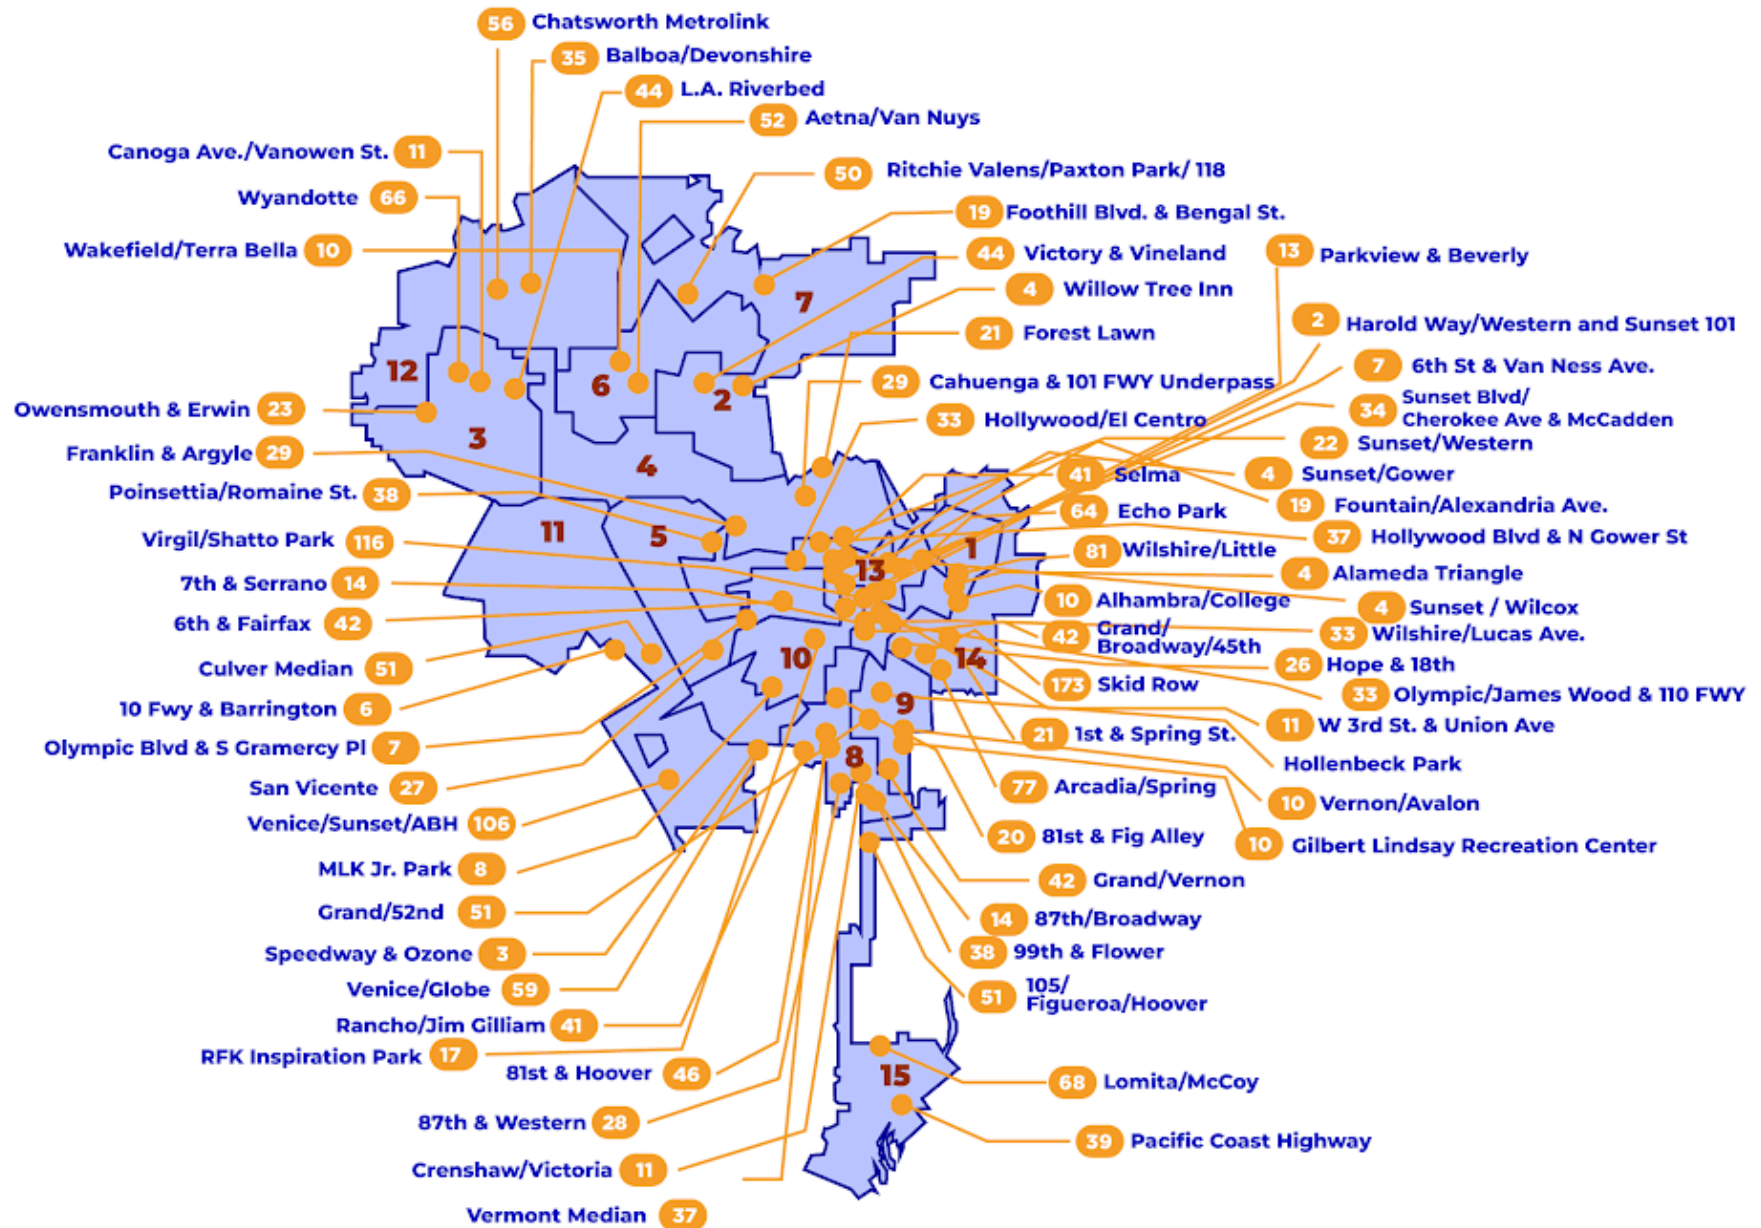 56 Chatsworth Metrolink
35 Balboa/Devonshire
44 L.A. Riverbed
52 Aetna/Van Nuys
Canoga Ave./Vanowen St. 11
50 Ritchie Valens/Paxton Park/ 118
Wyandotte 66
19 Foothill Blvd. & Bengal St.
Wakefield/Terra Bella 10
44 Victory & Vineland
13 Parkview & Beverly
4 Willow Tree Inn
7
2 Harold Way/Western and Sunset 101
21 Forest Lawn
12
6
2
7 6th St & Van Ness Ave.
29 Cahuenga & 101 FWY Underpass
34 Sunset Blvd/
Cherokee Ave & McCadden
Owensmouth & Erwin 23
33 Hollywood/El Centro
3
22 Sunset/Western
Franklin & Argyle 29
4
41 Selma
4 Sunset/Gower
Poinsettia/Romaine St. 38
19 Fountain/Alexandria Ave.
64 Echo Park
11
5
37 Hollywood Blvd & N Gower St
Virgil/Shatto Park 116
1
81 Wilshire/Little
13
4 Alameda Triangle
7th & Serrano 14
10 Alhambra/College
4 Sunset / Wilcox
6th & Fairfax 42
42 Grand/
Broadway/45th
33 Wilshire/Lucas Ave.
10
14
26 Hope & 18th
Culver Median 51
173 Skid Row
33 Olympic/James Wood & 110 FWY
10 Fwy & Barrington 6
9
11 W 3rd St. & Union Ave
21 1st & Spring St.
Olympic Blvd & S Gramercy Pl 7
8
Hollenbeck Park
San Vicente 27
77 Arcadia/Spring
10 Vernon/Avalon
Venice/Sunset/ABH 106
20 81st & Fig Alley
10 Gilbert Lindsay Recreation Center
MLK Jr. Park 8
42 Grand/Vernon
Grand/52nd 51
14 87th/Broadway
Speedway & Ozone 3
38 99th & Flower
Venice/Globe 59
51 105/
Figueroa/Hoover
Rancho/Jim Gilliam 41
RFK Inspiration Park 17
81st & Hoover 46
15
68 Lomita/McCoy
87th & Western 28
39 Pacific Coast Highway
Crenshaw/Victoria 11
Vermont Median 37